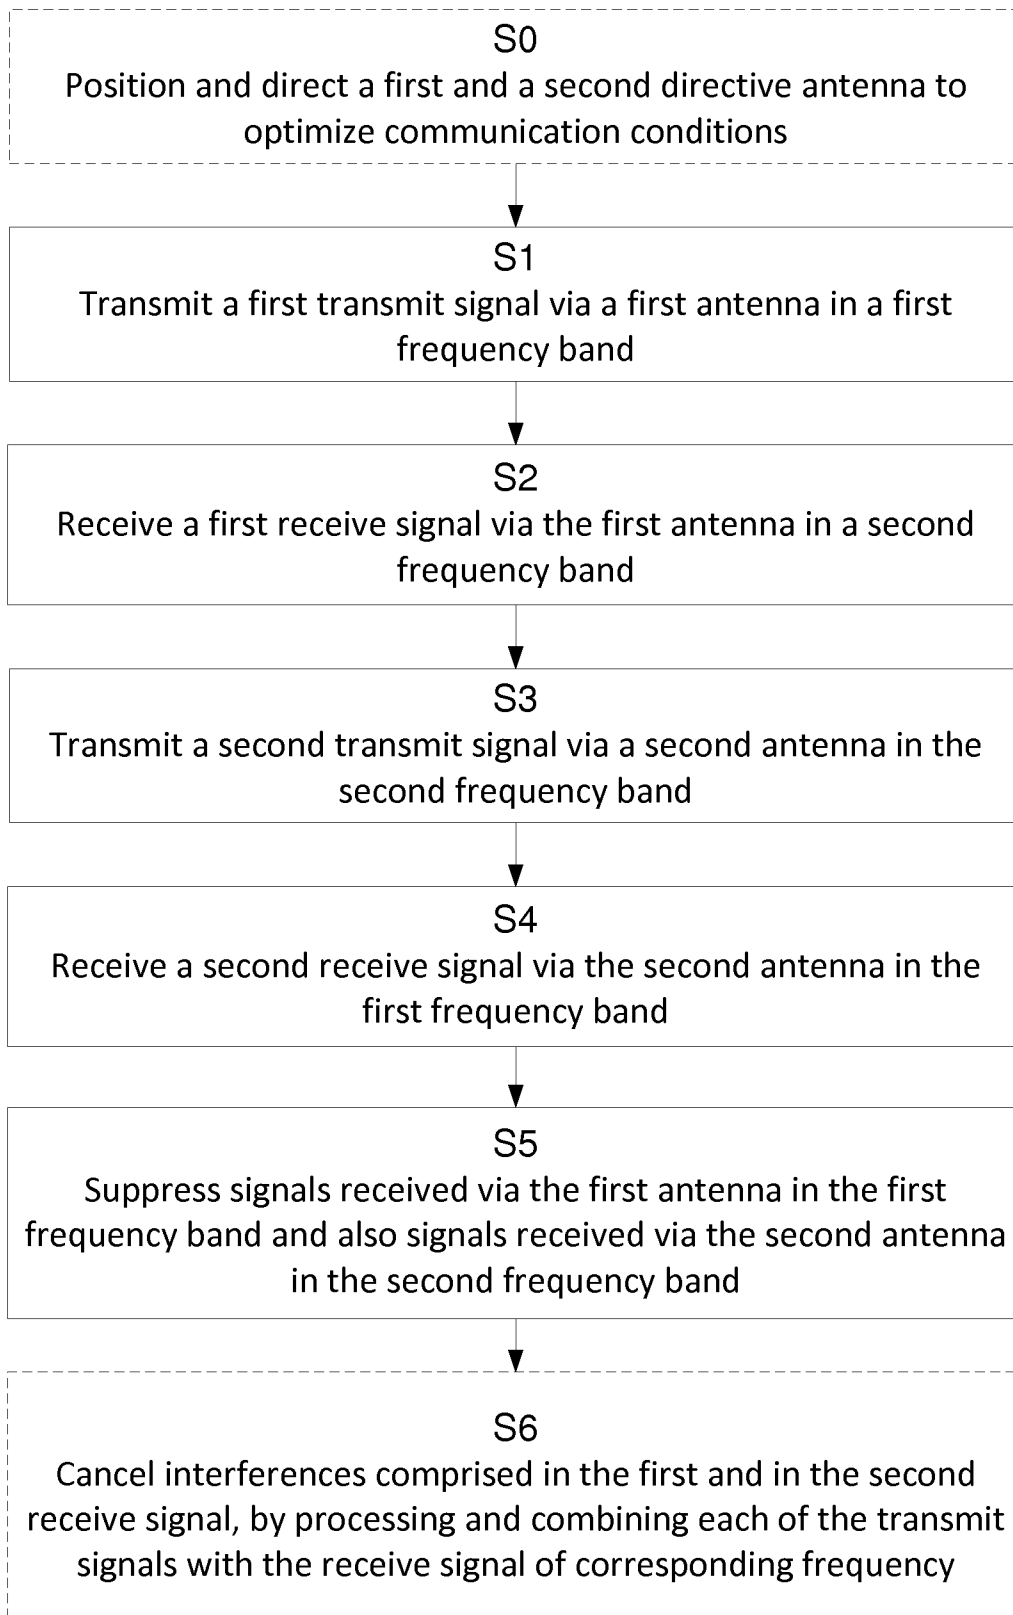 S0
Position and direct a first and a second directive antenna to
optimize communication conditions
S1
Transmit a first transmit signal via a first antenna in a first
frequency band
S2
Receive a first receive signal via the first antenna in a second
frequency band
S3
Transmit a second transmit signal via a second antenna in the
second frequency band
S4
Receive a second receive signal via the second antenna in the
first frequency band
S5
Suppress signals received via the first antenna in the first
frequency band and also signals received via the second antenna
in the second frequency band
S6
Cancel interferences comprised in the first and in the second
receive signal, by processing and combining each of the transmit
signals with the receive signal of corresponding frequency